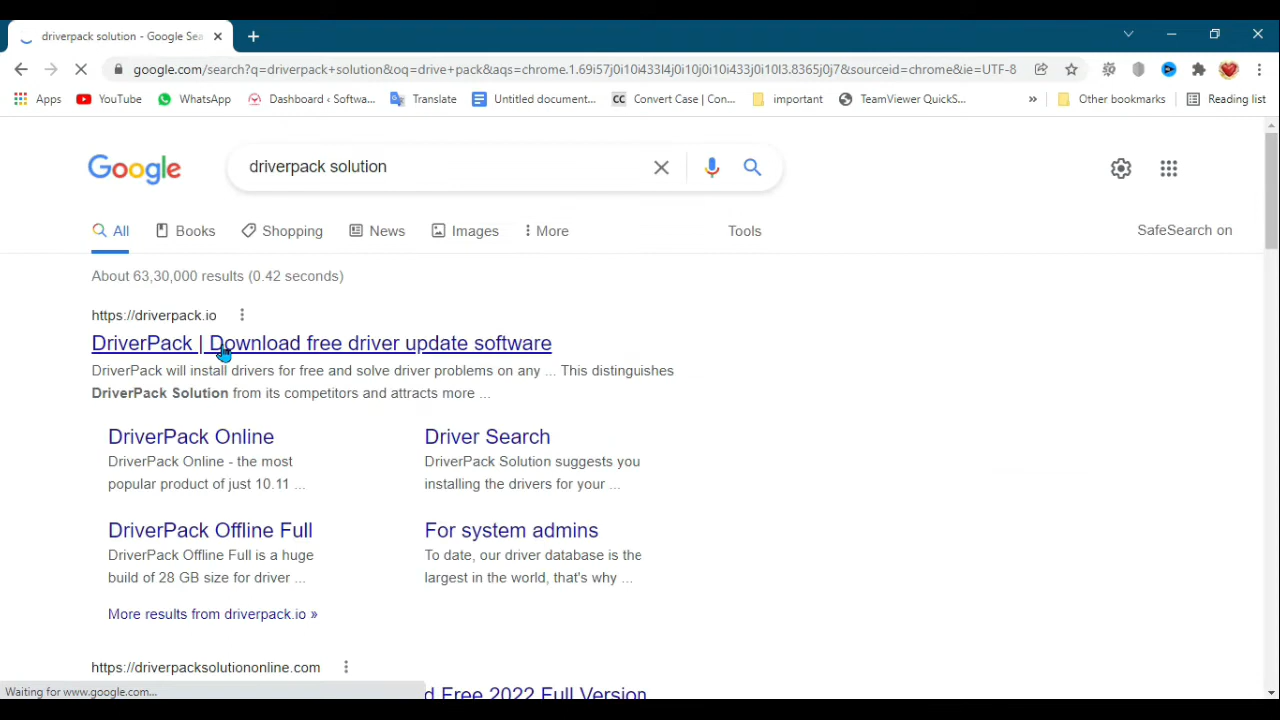 driverpack solution - Google Sea
google.com/search?q=driverpack+solution&oq=drive+pack&aqs=chrome.1.69i57j0i10i433l4j0i10j0i10i433j0i10l3.8365j0j7&sourceid=chrome&ie=UTF-8
Apps YouTube WhatsApp Dashboard ‹ Softwa... Translate Untitled document... CC Convert Case | Con... important TeamViewer QuickS... » Other bookmarks Reading list
Google driverpack solution
All Books Shopping News Images More Tools SafeSearch on
About 63,30,000 results (0.42 seconds)
https://driverpack.io
DriverPack | Download free driver update software
DriverPack will install drivers for free and solve driver problems on any ... This distinguishes
DriverPack Solution from its competitors and attracts more ...
DriverPack Online
DriverPack Online - the most
popular product of just 10.11 ...
Driver Search
DriverPack Solution suggests you
installing the drivers for your ...
DriverPack Offline Full
DriverPack Offline Full is a huge
build of 28 GB size for driver ...
For system admins
To date, our driver database is the
largest in the world, that's why ...
More results from driverpack.io »
https://driverpacksolutiononline.com
d Free 2022 Full Version
Waiting for www.google.com...